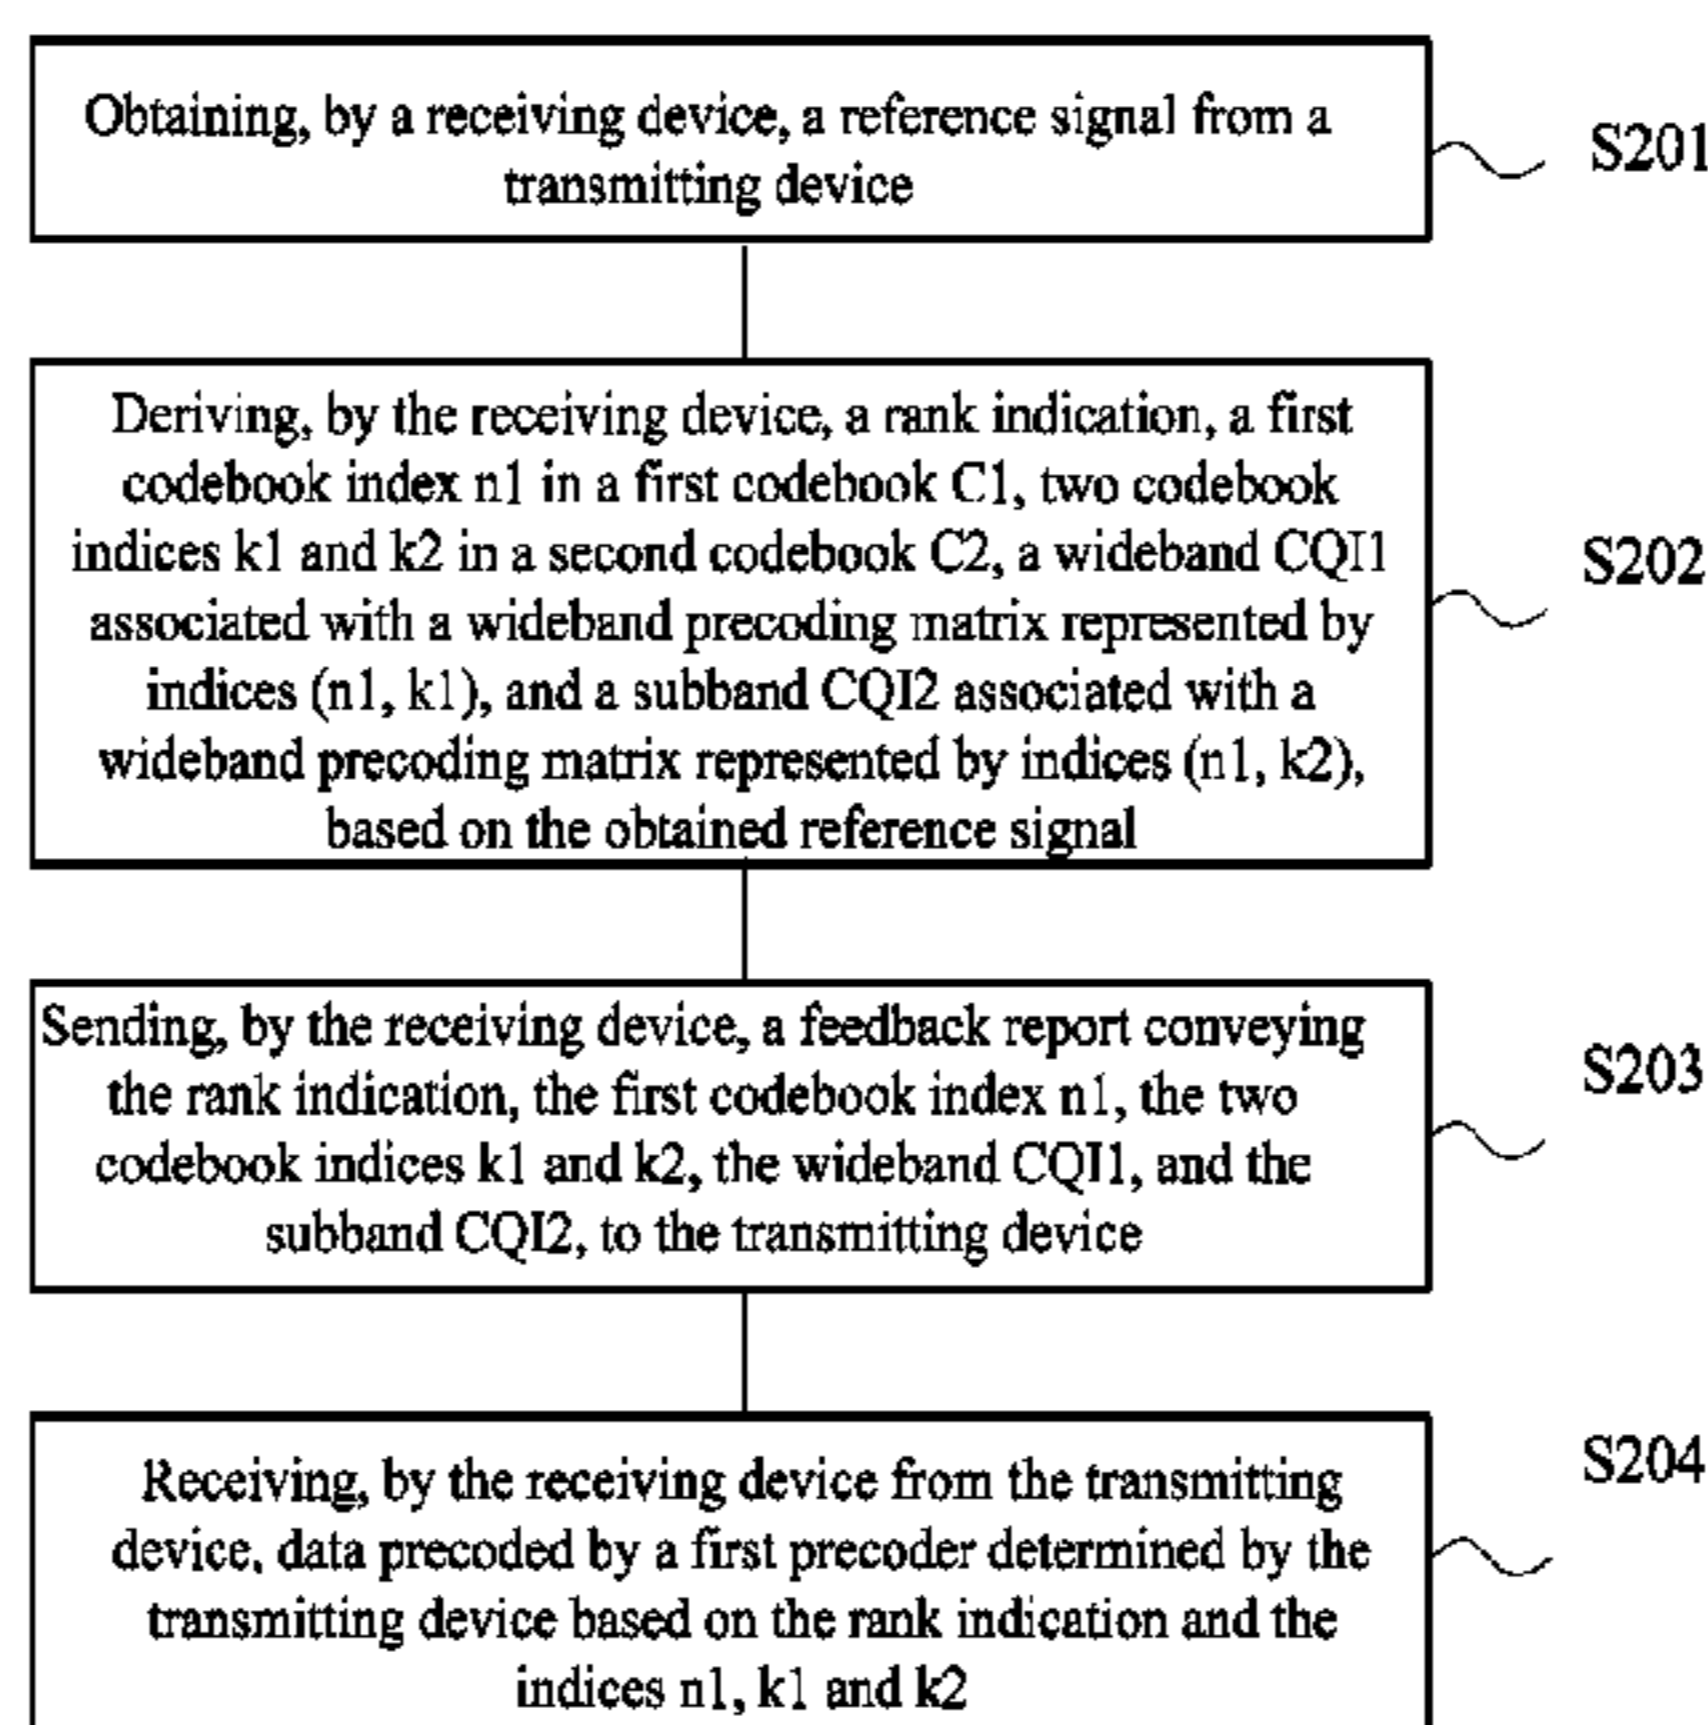 Obtaining, by a receiving device, a reference signal from a
transmitting device
S201
Deriving, by the receiving device, a rank indication, a first
codebook index n1 in a first codebook C1, two codebook
indices k1 and k2 in a second codebook C2, a wideband CQI1
associated with a wideband precoding matrix represented by
indices (n1, k1), and a subband CQI2 associated with a
wideband precoding matrix represented by indices (n1, k2),
based on the obtained reference signal
S202
Sending, by the receiving device, a feedback report conveying
the rank indication, the first codebook index n1, the two
codebook indices k1 and k2, the wideband CQI1, and the
subband CQI2, to the transmitting device
S203
Receiving, by the receiving device from the transmitting
device, data precoded by a first precoder determined by the
transmitting device based on the rank indication and the
indices n1, k1 and k2
S204